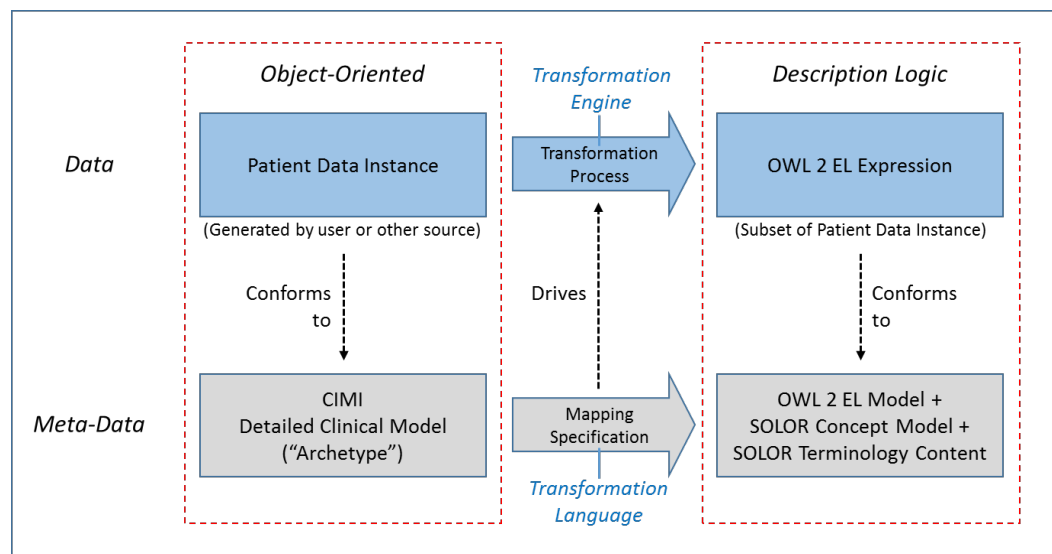 Object-Oriented
Transformation
Engine
Description Logic
Data
Patient Data Instance
Transformation
Process
OWL 2 EL Expression
(Generated by user or other source)
(Subset of Patient Data Instance)
Conforms
to
Drives
Conforms
to
Meta-Data
CIMI
Detailed Clinical Model
(“Archetype”)
Mapping
Specification
OWL 2 EL Model +
SOLOR Concept Model +
SOLOR Terminology Content
Transformation
Language